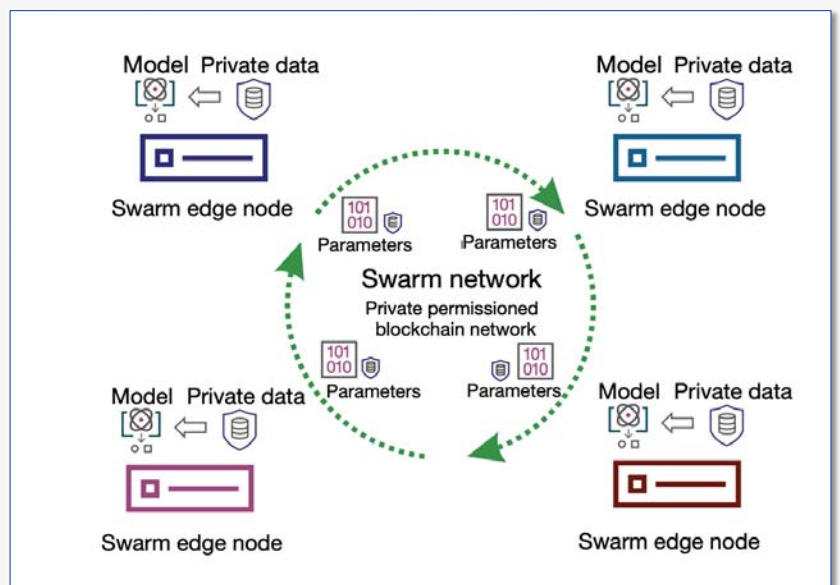 Model Private data
Swarm edge node
Model Private data
Swarm edge node
101
010
Parameters
101
010
Parameters
Swarm network
Private permissioned
blockchain network
101
010
Parameters
101
010
Parameters
Model Private data
Swarm edge node
Model Private data
Swarm edge node